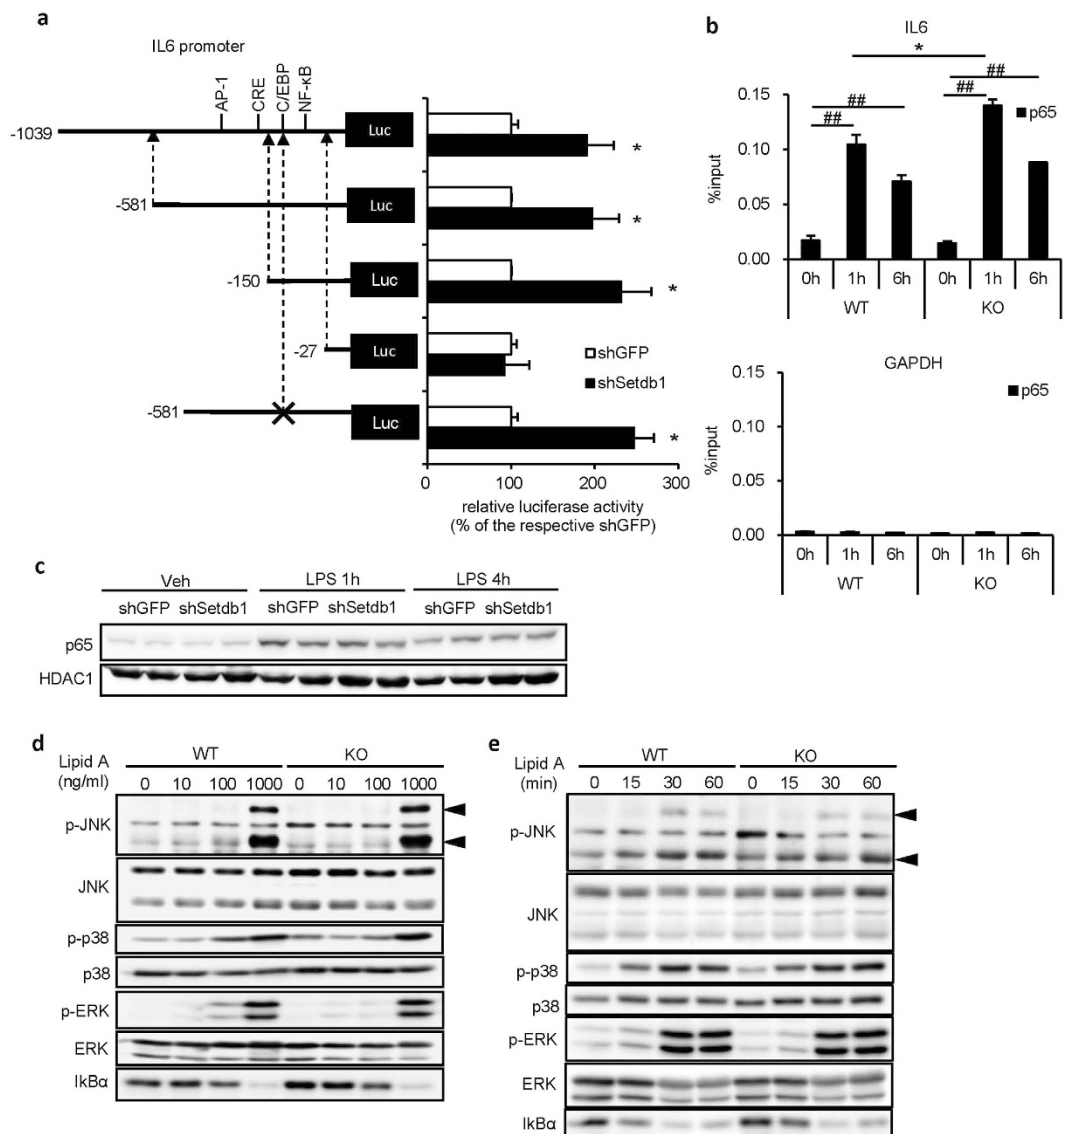 a
IL6 promoter
AP-1
CRE
C/EBP
NF-κB
-1039
Luc
*
-581
Luc
*
-150
Luc
*
-27
Luc
shGFP
shSetdb1
-581
Luc
*
0 100 200 300
relative luciferase activity
(% of the respective shGFP)
b
IL6
*
##
##
##
##
p65
0.15
0.10
0.05
0.00
%input
0h 1h 6h 0h 1h 6h
WT KO
GAPDH
p65
0.15
0.10
0.05
0.00
%input
0h 1h 6h 0h 1h 6h
WT KO
c
Veh LPS 1h LPS 4h
shGFP shSetdb1 shGFP shSetdb1 shGFP shSetdb1
p65
HDAC1
d
Lipid A WT KO
(ng/ml) 0 10 100 1000 0 10 100 1000
p-JNK
JNK
p-p38
p38
p-ERK
ERK
IkBα
e
Lipid A WT KO
(min) 0 15 30 60 0 15 30 60
p-JNK
JNK
p-p38
p38
p-ERK
ERK
IkBα